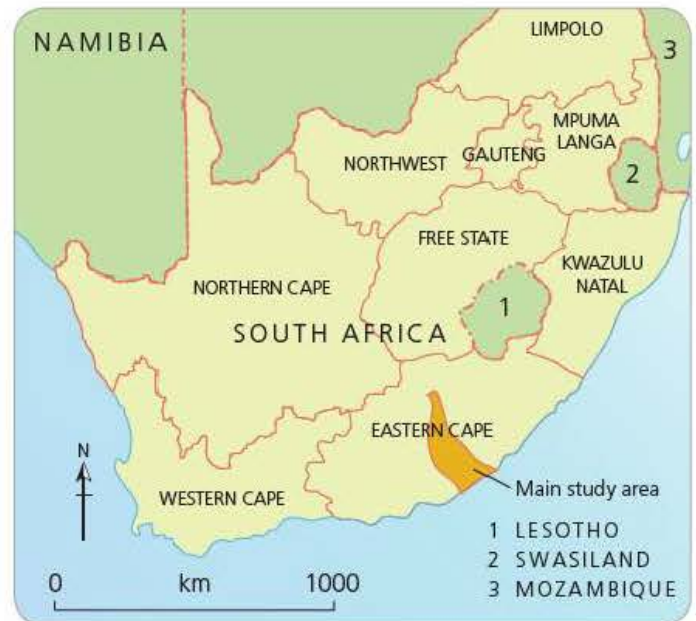 NAMIBIA
LIMPOLO
3
MPUMA
LANGA
NORTHWEST
GAUTENG
2
FREE STATE
KWAZULU
NATAL
NORTHERN CAPE
1
SOUTH AFRICA
EASTERN CAPE
N
WESTERN CAPE
Main study area
1 LESOTHO
2 SWASILAND
3 MOZAMBIQUE
0 km 1000